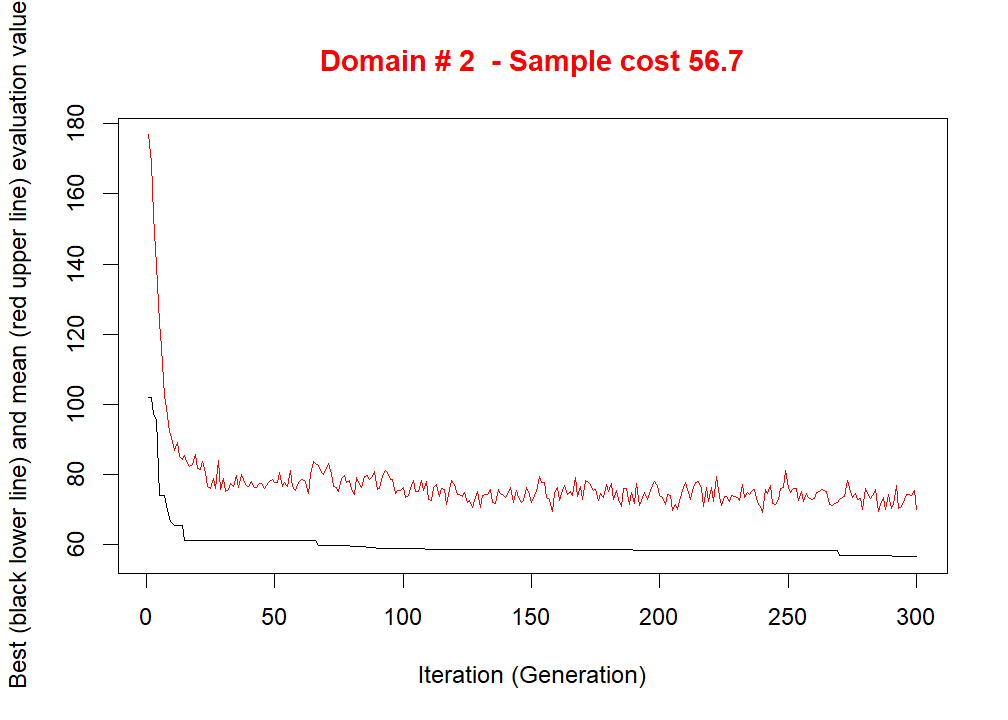 Domain # 2  - Sample cost 56.7
Best (black lower line) and mean (red upper line) evaluation value
180
160
140
120
100
80
60
0 50 100 150 200 250 300
Iteration (Generation)